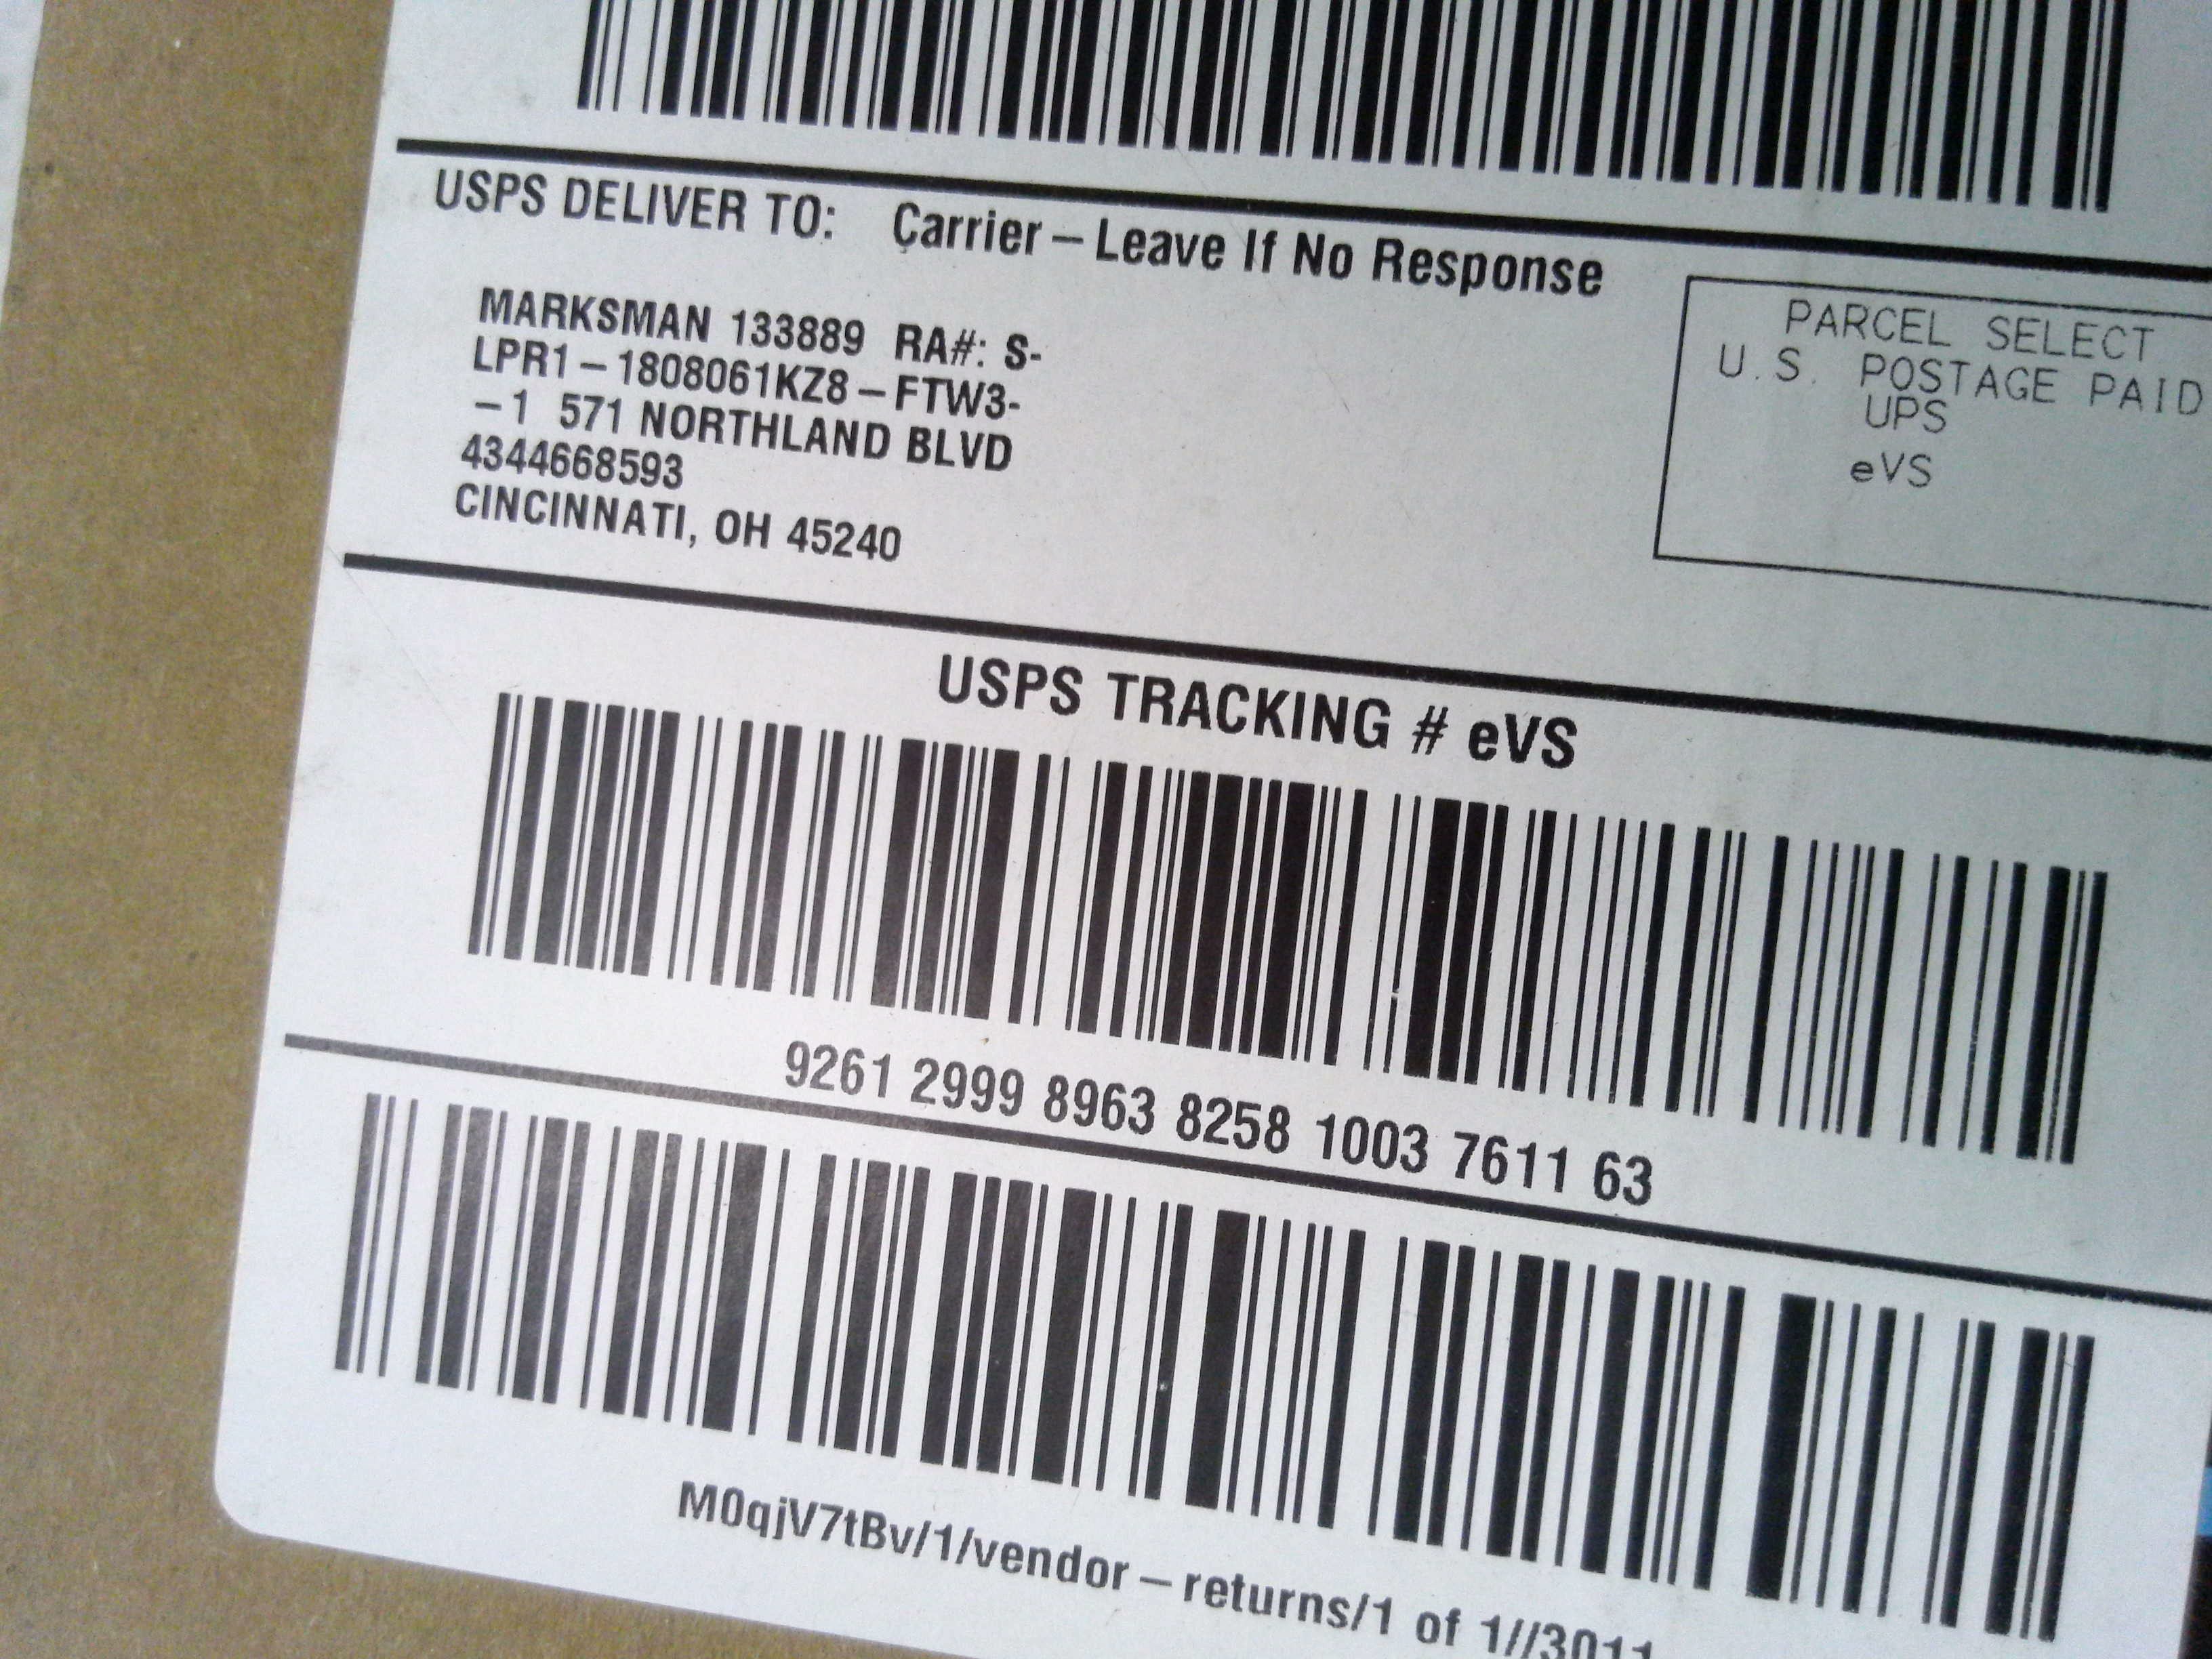 USPS DELIVER TO: Carrier – Leave If No Response
MARKSMAN 133889 RA#: S-
LPR1 – 1808061KZ8 – FTW3-
– 1 571 NORTHLAND BLVD
4344668593
CINCINNATI, OH 45240
PARCEL SELECT
U.S. POSTAGE PAID
UPS
eVS
USPS TRACKING # eVS
9261 2999 8963 8258 1003 7611 63
M0qjV7tBv/1/vendor – returns/1 of 1//3011